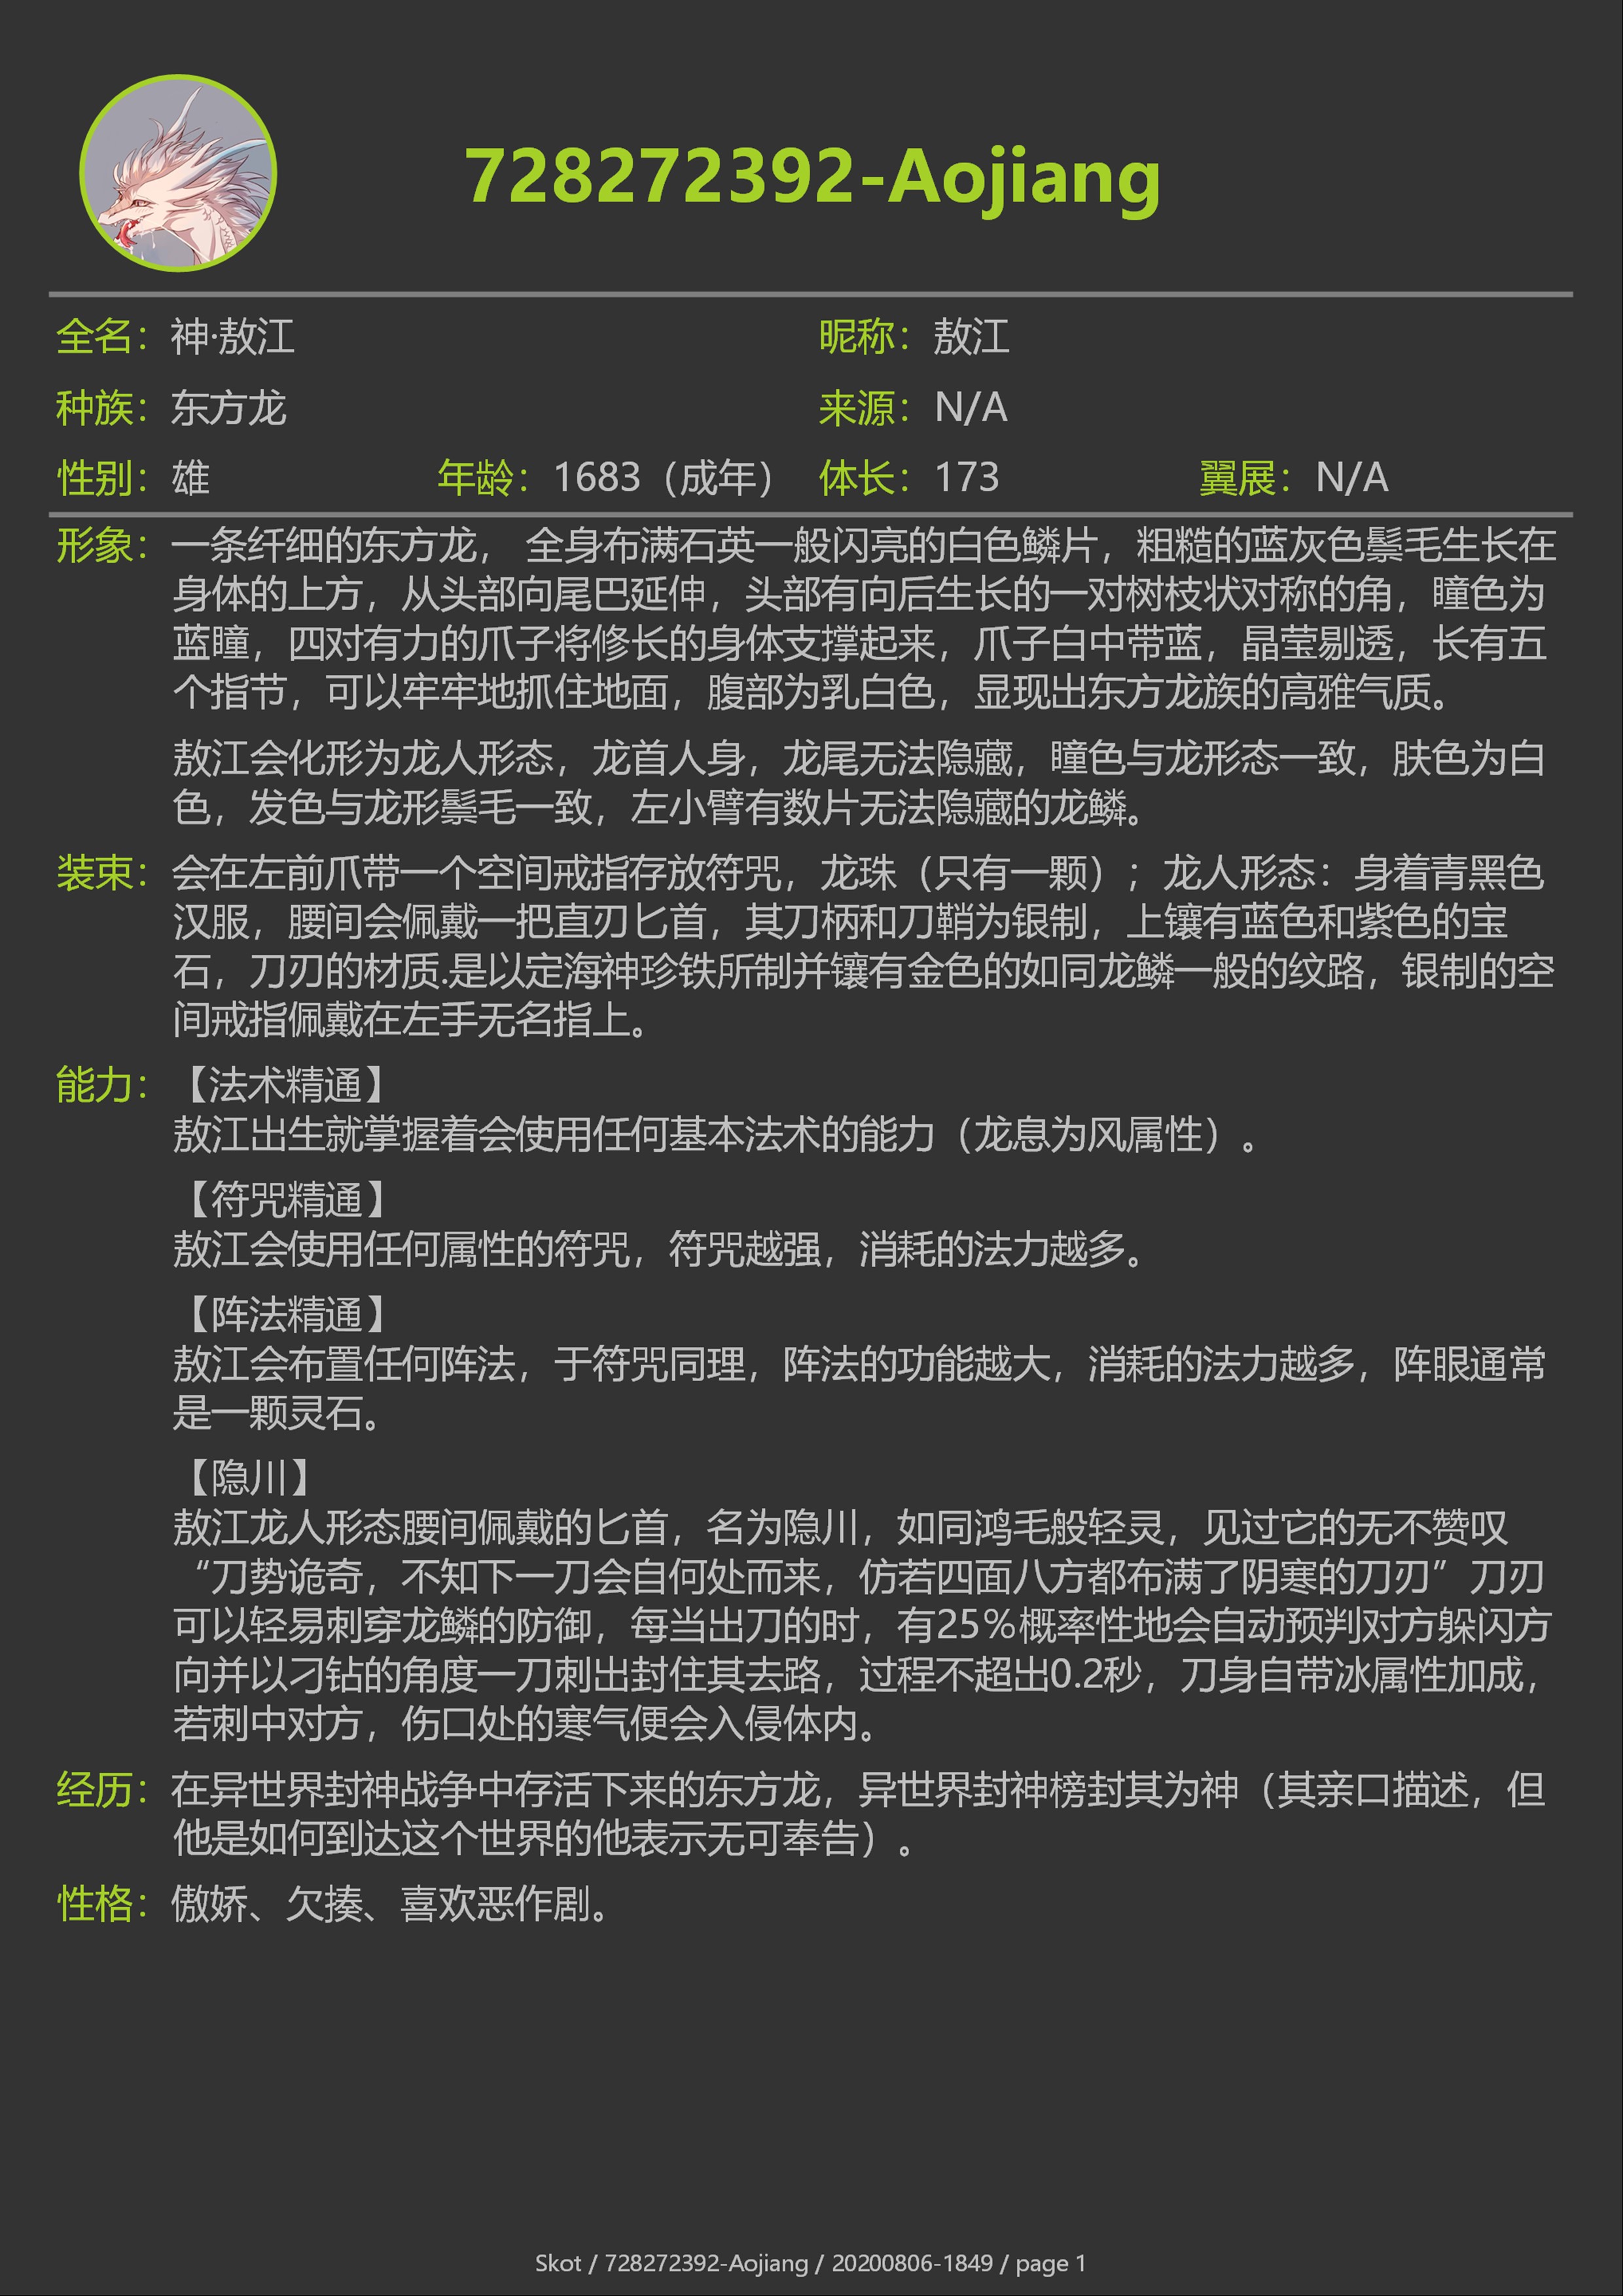 728272392-Aojiang
全名：神·敖江 昵称：敖江
种族：东方龙 来源：N/A
性别：雄 年龄：1683（成年） 体长：173 翼展：N/A
形象：一条纤细的东方龙， 全身布满石英一般闪亮的白色鳞片，粗糙的蓝灰色鬃毛生长在
身体的上方，从头部向尾巴延伸，头部有向后生长的一对树枝状对称的角，瞳色为
蓝瞳，四对有力的爪子将修长的身体支撑起来，爪子白中带蓝，晶莹剔透，长有五
个指节，可以牢牢地抓住地面，腹部为乳白色，显现出东方龙族的高雅气质。
敖江会化形为龙人形态，龙首人身，龙尾无法隐藏，瞳色与龙形态一致，肤色为白
色，发色与龙形鬃毛一致，左小臂有数片无法隐藏的龙鳞。
装束：会在左前爪带一个空间戒指存放符咒，龙珠（只有一颗）；龙人形态：身着青黑色
汉服，腰间会佩戴一把直刃匕首，其刀柄和刀鞘为银制，上镶有蓝色和紫色的宝
石，刀刃的材质.是以定海神珍铁所制并镶有金色的如同龙鳞一般的纹路，银制的空
间戒指佩戴在左手无名指上。
能力：【法术精通】
敖江出生就掌握着会使用任何基本法术的能力（龙息为风属性）。
【符咒精通】
敖江会使用任何属性的符咒，符咒越强，消耗的法力越多。
【阵法精通】
敖江会布置任何阵法，于符咒同理，阵法的功能越大，消耗的法力越多，阵眼通常
是一颗灵石。
【隐川】
敖江龙人形态腰间佩戴的匕首，名为隐川，如同鸿毛般轻灵，见过它的无不赞叹
“刀势诡奇，不知下一刀会自何处而来，仿若四面八方都布满了阴寒的刀刃”刀刃
可以轻易刺穿龙鳞的防御，每当出刀的时，有25%概率性地会自动预判对方躲闪方
向并以刁钻的角度一刀刺出封住其去路，过程不超出0.2秒，刀身自带冰属性加成，
若刺中对方，伤口处的寒气便会入侵体内。
经历：在异世界封神战争中存活下来的东方龙，异世界封神榜封其为神（其亲口描述，但
他是如何到达这个世界的他表示无可奉告）。
性格：傲娇、欠揍、喜欢恶作剧。
Skot / 728272392-Aojiang / 20200806-1849 / page 1